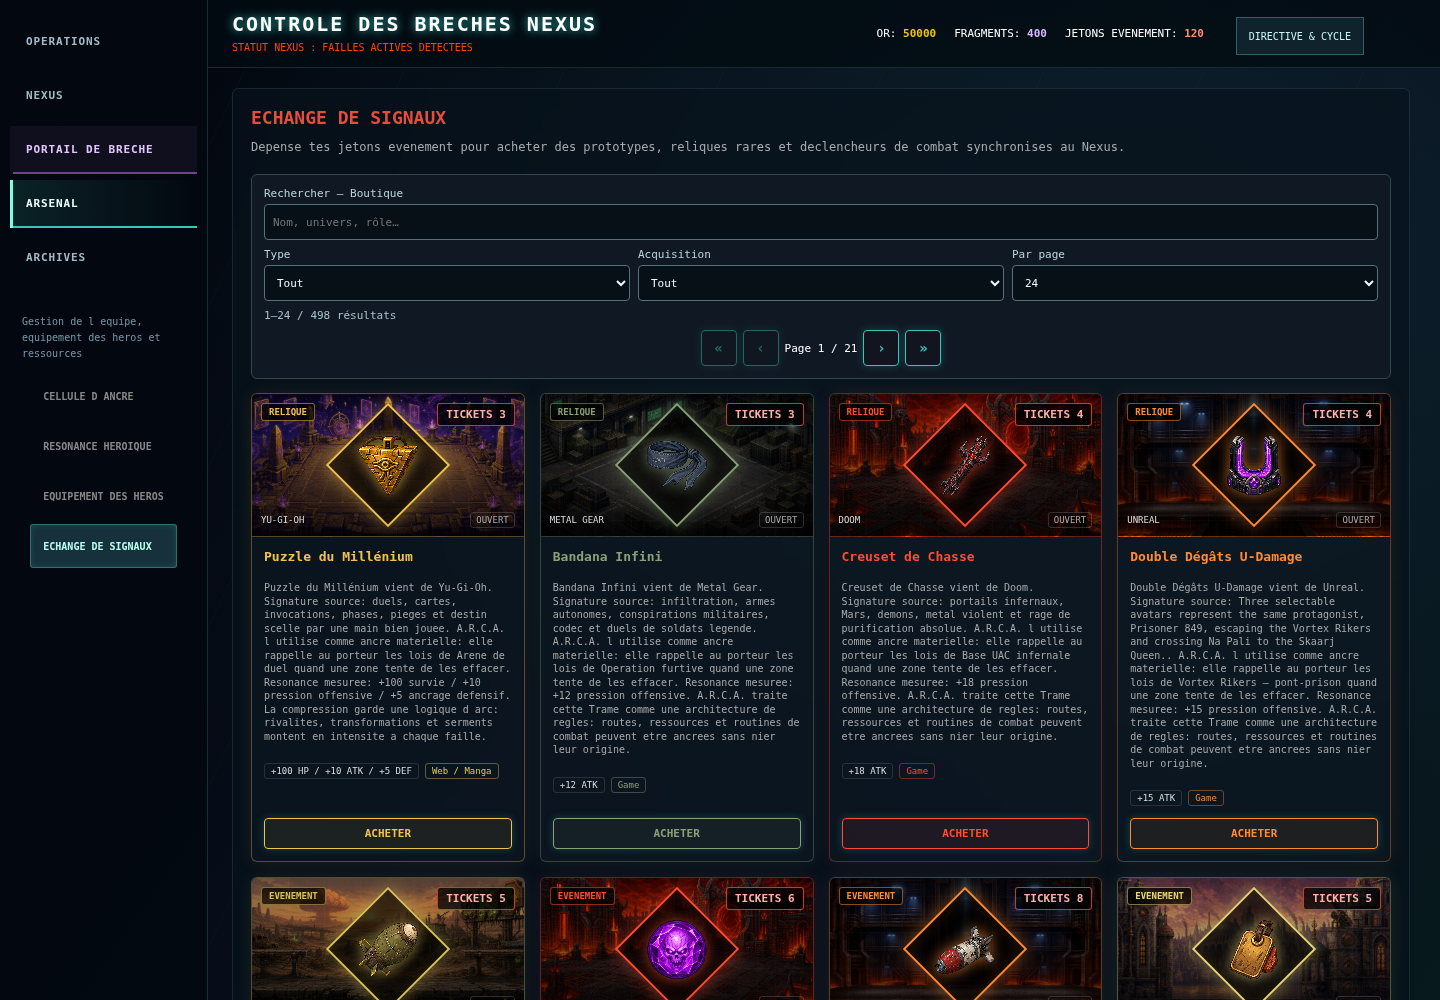 OPERATIONS
NEXUS
PORTAIL DE BRECHE
ARSENAL
ARCHIVES
Gestion de l equipe,
equipement des heros et
ressources
CELLULE D ANCRE
RESONANCE HEROIQUE
EQUIPEMENT DES HEROS
ECHANGE DE SIGNAUX
CONTROLE DES BRECHES NEXUS
STATUT NEXUS : FAILLES ACTIVES DETECTEES
OR: 50000 FRAGMENTS: 400 JETONS EVENEMENT: 120
DIRECTIVE & CYCLE
ECHANGE DE SIGNAUX
Depense tes jetons evenement pour acheter des prototypes, reliques rares et declencheurs de combat synchronises au Nexus.
Rechercher — Boutique
Nom, univers, rôle…
Type Acquisition Par page
Tout Tout 24
1–24 / 498 résultats
« ‹ Page 1 / 21 › »
RELIQUE
TICKETS 3
YU-GI-OH
OUVERT
Puzzle du Millénium
Puzzle du Millénium vient de Yu-Gi-Oh.
Signature source: duels, cartes,
invocations, phases, pieges et destin
scelle par une main bien jouee. A.R.C.A.
l utilise comme ancre materielle: elle
rappelle au porteur les lois de Arene de
duel quand une zone tente de les effacer.
Resonance mesuree: +100 survie / +10
pression offensive / +5 ancrage defensif.
La compression garde une logique d arc:
rivalites, transformations et serments
montent en intensite a chaque faille.
+100 HP / +10 ATK / +5 DEF
Web / Manga
ACHETER
RELIQUE
TICKETS 3
METAL GEAR
OUVERT
Bandana Infini
Bandana Infini vient de Metal Gear.
Signature source: infiltration, armes
autonomes, conspirations militaires,
codec et duels de soldats legende.
A.R.C.A. l utilise comme ancre
materielle: elle rappelle au porteur les
lois de Operation furtive quand une zone
tente de les effacer. Resonance mesuree:
+12 pression offensive. A.R.C.A. traite
cette Trame comme une architecture de
regles: routes, ressources et routines de
combat peuvent etre ancrees sans nier
leur origine.
+12 ATK
Game
ACHETER
RELIQUE
TICKETS 4
DOOM
OUVERT
Creuset de Chasse
Creuset de Chasse vient de Doom.
Signature source: portails infernaux,
Mars, demons, metal violent et rage de
purification absolue. A.R.C.A. l utilise
comme ancre materielle: elle rappelle au
porteur les lois de Base UAC infernale
quand une zone tente de les effacer.
Resonance mesuree: +18 pression
offensive. A.R.C.A. traite cette Trame
comme une architecture de regles: routes,
ressources et routines de combat peuvent
etre ancrees sans nier leur origine.
+18 ATK
Game
ACHETER
RELIQUE
TICKETS 4
UNREAL
OUVERT
Double Dégâts U-Damage
Double Dégâts U-Damage vient de Unreal.
Signature source: Three selectable
avatars represent the same protagonist,
Prisoner 849, escaping the Vortex Rikers
and crossing Na Pali to the Skaarj
Queen.. A.R.C.A. l utilise comme ancre
materielle: elle rappelle au porteur les
lois de Vortex Rikers — pont-prison quand
une zone tente de les effacer. Resonance
mesuree: +15 pression offensive. A.R.C.A.
traite cette Trame comme une architecture
de regles: routes, ressources et routines
de combat peuvent etre ancrees sans nier
leur origine.
+15 ATK
Game
ACHETER
EVENEMENT
TICKETS 5
EVENEMENT
TICKETS 6
EVENEMENT
TICKETS 8
EVENEMENT
TICKETS 5